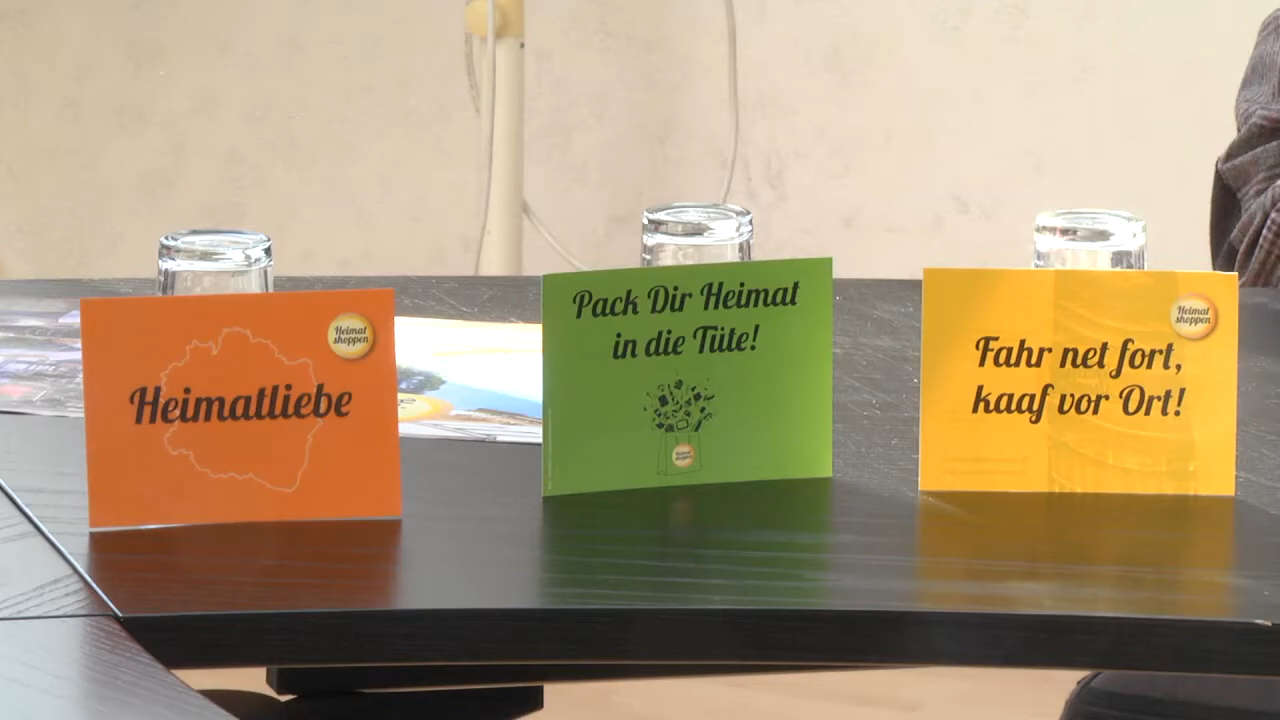 Heimat
shoppen
Heimatliebe
Pack Dir Heimat
in die Tüte!
Heimat
shoppen
Heimat
shoppen
Fahr net fort,
kaaf vor Ort!